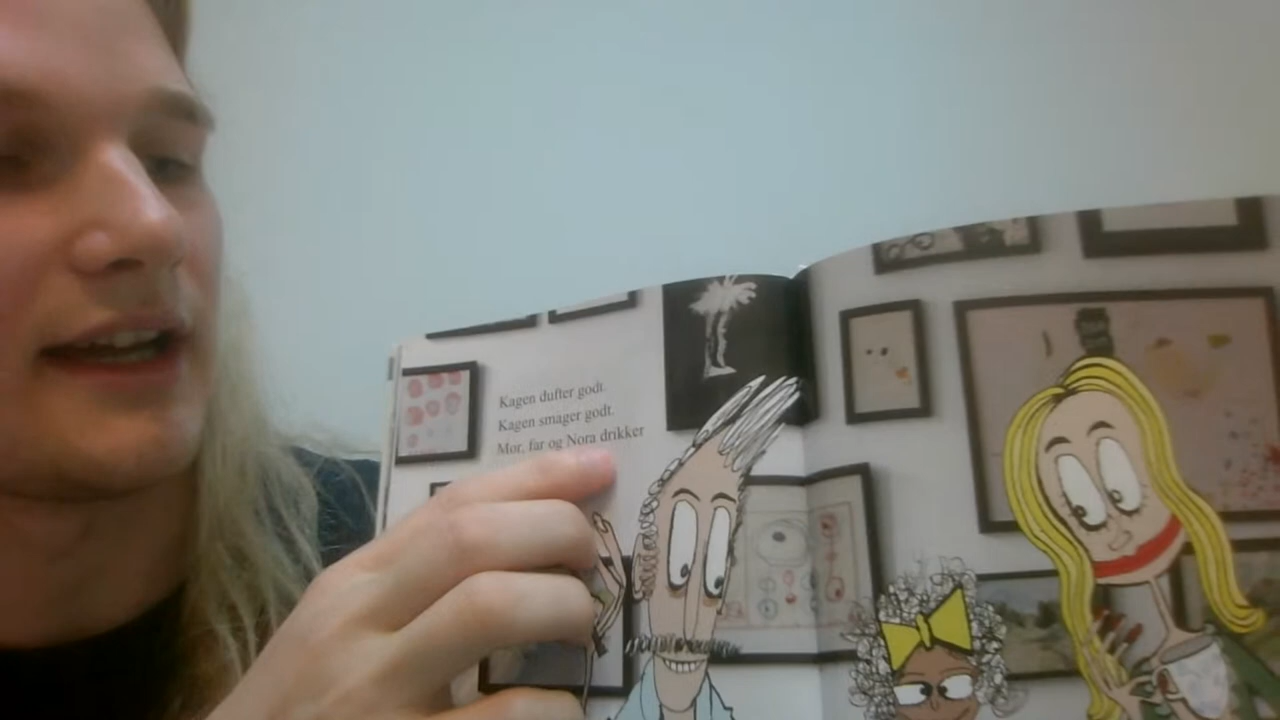 Kagen dufter godt.
Kagen smager godt.
Mor, far og Nora drikker